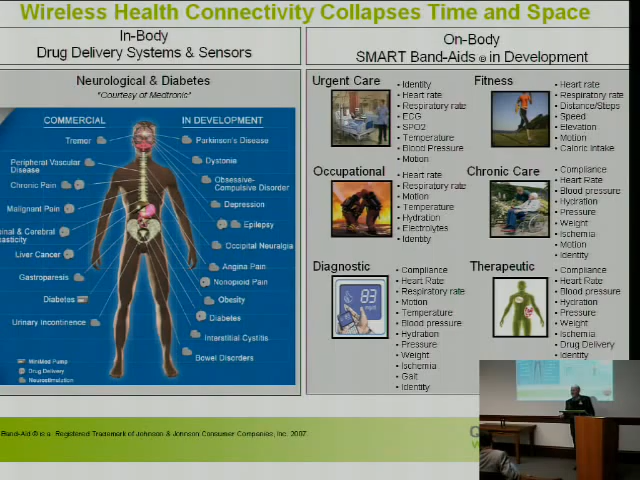 Wireless Health Connectivity Collapses Time and Space
In-Body
Drug Delivery Systems & Sensors
Neurological & Diabetes
"Courtesy of Medtronic"
COMMERCIAL
Tremor
Peripheral Vascular
Disease
Chronic Pain
Malignant Pain
inal & Cerebral
asticity
Liver Cancer
Gastroparesis
Diabetes
Urinary Incontinence
IN DEVELOPMENT
Parkinson's Disease
Dystonia
Obsessive-
Compulsive Disorder
Depression
Epilepsy
Occipital Neuralgia
Angina Pain
Nonopioid Pain
Obesity
Diabetes
Interstitial Cystitis
Bowel Disorders
MiniMed Pump
Drug Delivery
Neurostimulation
On-Body
SMART Band-Aids ® in Development
Urgent Care
• Identity
• Heart rate
• Respiratory rate
• ECG
• SPO2
• Temperature
• Blood Pressure
• Motion
Fitness
• Heart rate
• Respiratory rate
• Distance/Steps
• Speed
• Elevation
• Motion
• Caloric Intake
Occupational
• Heart rate
• Respiratory rate
• Motion
• Temperature
• Hydration
• Electrolytes
• Identity
Chronic Care
• Compliance
• Heart Rate
• Blood pressure
• Hydration
• Pressure
• Weight
• Ischemia
• Motion
• Identity
Diagnostic
83
• Compliance
• Heart Rate
• Respiratory rate
• Motion
• Temperature
• Blood pressure
• Hydration
• Pressure
• Weight
• Ischemia
• Gait
• Identity
Therapeutic
• Compliance
• Heart Rate
• Blood pressure
• Hydration
• Pressure
• Weight
• Ischemia
• Drug Delivery
• Identity
Band-Aid ® is a Registered Trademark of Johnson & Johnson Consumer Companies, Inc. 2007